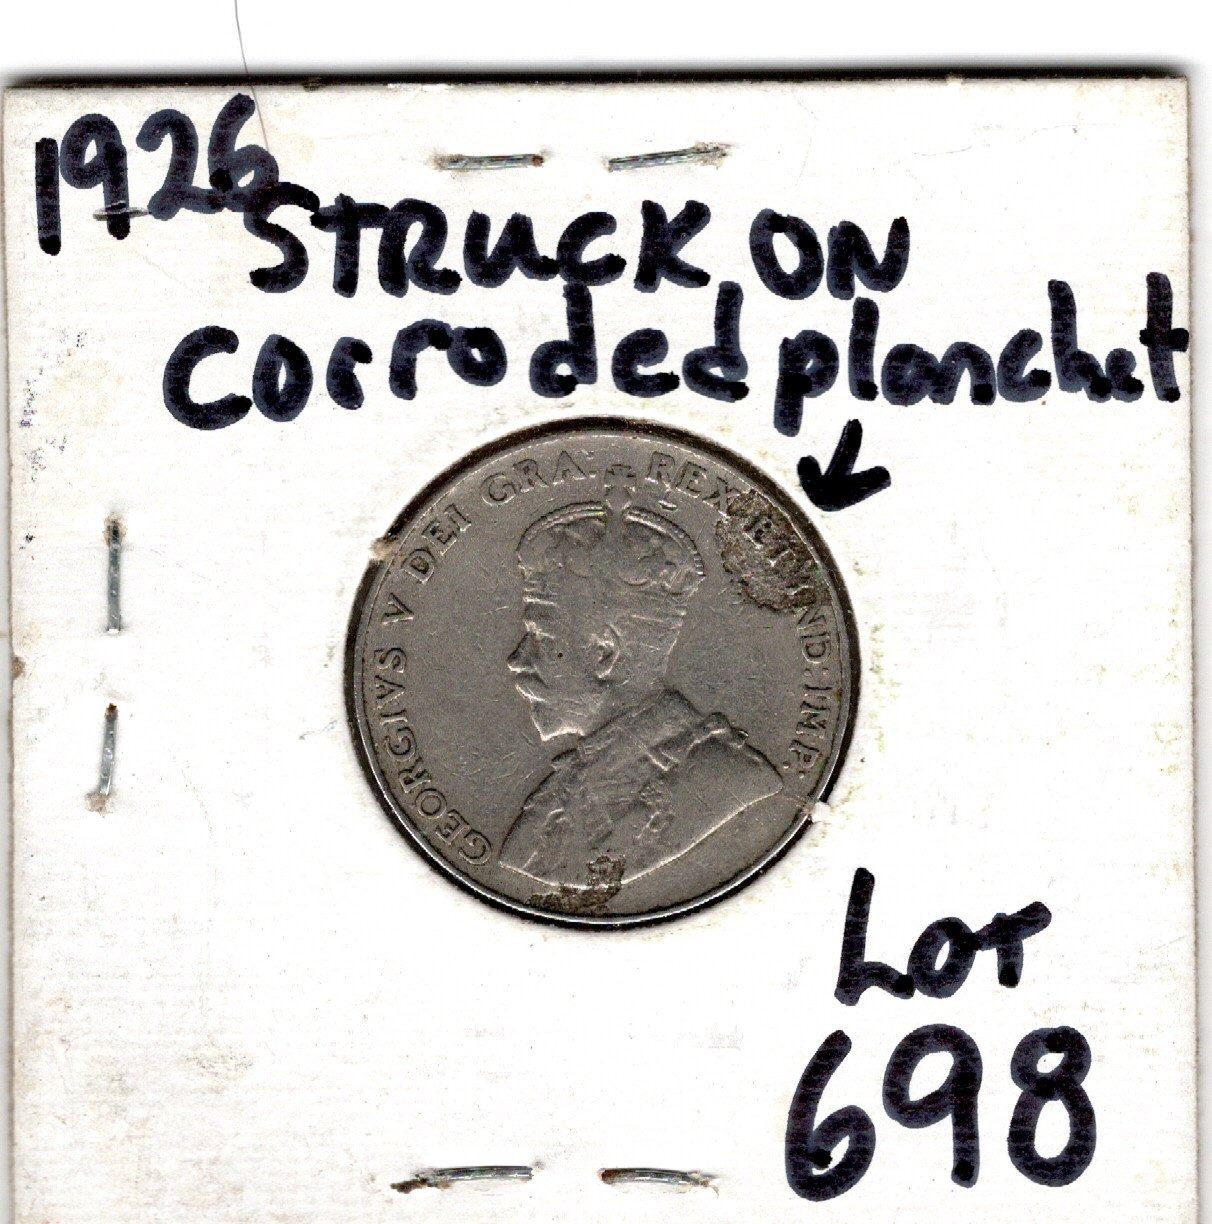 1926
STRUCK ON
corroded planchet
GEORGIVS V DEI GRA: REX ET IND: IMP:
LOT
698